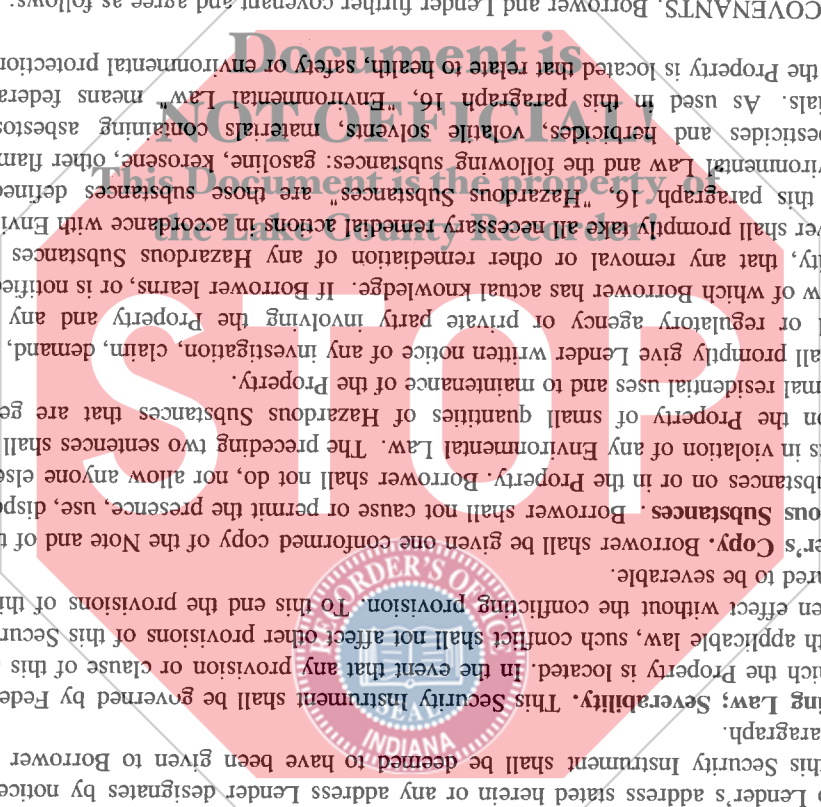 o Lender's address stated herein or any address Lender designates by notice
this Security Instrument shall be deemed to have been given to Borrower
aragraph.
ing Law; Severability. This Security Instrument shall be governed by Fede
hich the Property is located. In the event that any provision or clause of this
th applicable law, such conflict shall not affect other provisions of this Secur
en effect without the conflicting provision. To this end the provisions of thi
ared to be severable.
er's Copy. Borrower shall be given one conformed copy of the Note and of t
ous Substances. Borrower shall not cause or permit the presence, use, disp
ubstances on or in the Property. Borrower shall not do, nor allow anyone els
is in violation of any Environmental Law. The preceding two sentences shall
on the Property of small quantities of Hazardous Substances that are ge
mal residential uses and to maintenance of the Property.
all promptly give Lender written notice of any investigation, claim, demand,
l or regulatory agency or private party involving the Property and any
w of which Borrower has actual knowledge. If Borrower learns, or is notifie
ity, that any removal or other remediation of any Hazardous Substances
wer shall promptly take all necessary remedial actions in accordance with Envi
this paragraph 16, "Hazardous Substances" are those substances define
vironmental Law and the following substances: gasoline, kerosene, other flam
pesticides and herbicides, volatile solvents, materials containing asbestos
ials. As used in this paragraph 16, "Environmental Law" means federa
the Property is located that relate to health, safety or environmental protection
COVENANTS. Borrower and Lender further covenant and agree as follows:
Document is
NOT OFFICIAL!
This Document is the property of
the Lake County Recorder!
STOP
RECORDER'S OFFICE
SEAL
INDIANA